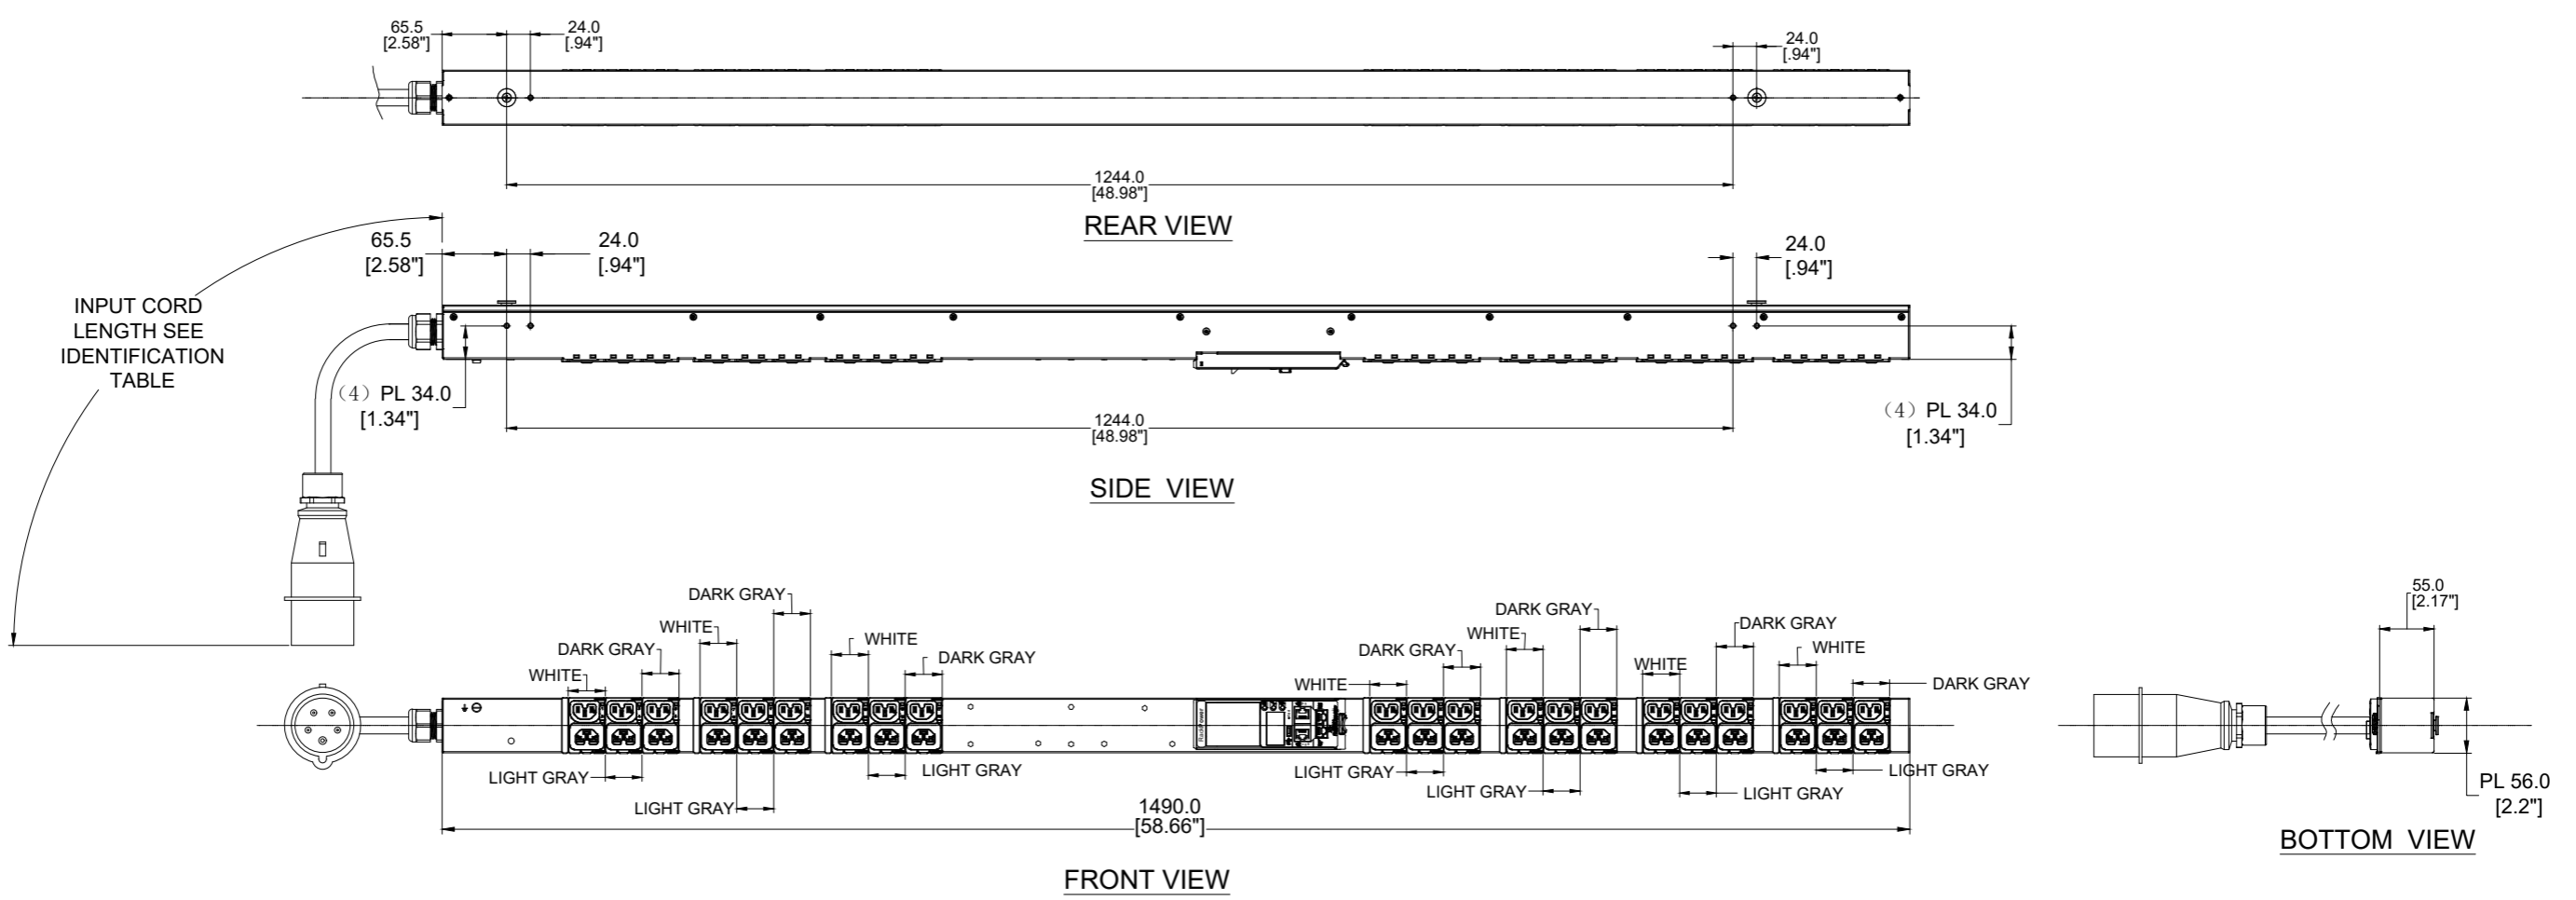 65.5
[2.58"]
24.0
[.94"]
24.0
[.94"]
1244.0
[48.98"]
REAR VIEW
65.5
[2.58"]
24.0
[.94"]
24.0
[.94"]
INPUT CORD
LENGTH SEE
IDENTIFICATION
TABLE
（4）PL 34.0
[1.34"]
1244.0
[48.98"]
（4）PL 34.0
[1.34"]
SIDE VIEW
DARK GRAY
WHITE
DARK GRAY
WHITE
WHITE
DARK GRAY
DARK GRAY
WHITE
DARK GRAY
DARK GRAY
WHITE
WHITE
WHITE
DARK GRAY
LIGHT GRAY
LIGHT GRAY
LIGHT GRAY
LIGHT GRAY
LIGHT GRAY
LIGHT GRAY
LIGHT GRAY
1490.0
[58.66"]
FRONT VIEW
55.0
[2.17"]
PL 56.0
[2.2"]
BOTTOM VIEW